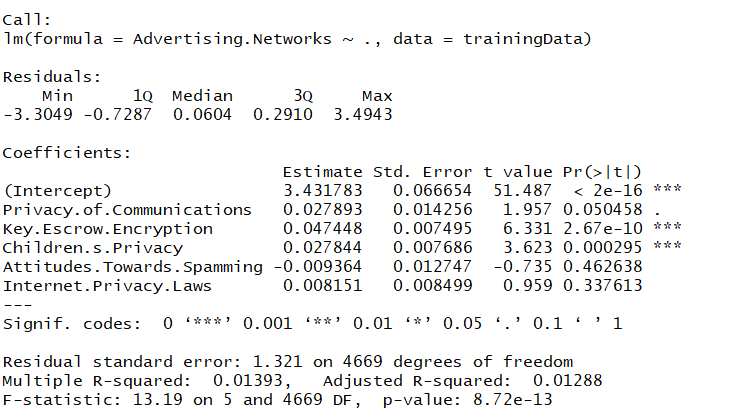 Call:
lm(formula = Advertising.Networks ~ ., data = trainingData)
Residuals:
    Min      1Q  Median      3Q     Max
-3.3049 -0.7287  0.0604  0.2910  3.4943
Coefficients:
                            Estimate Std. Error t value Pr(>|t|)
(Intercept)                 3.431783   0.066654  51.487  < 2e-16 ***
Privacy.of.Communications   0.027893   0.014256   1.957 0.050458 .
Key.Escrow.Encryption       0.047448   0.007495   6.331 2.67e-10 ***
Children.s.Privacy          0.027844   0.007686   3.623 0.000295 ***
Attitudes.Towards.Spamming -0.009364   0.012747  -0.735 0.462638
Internet.Privacy.Laws       0.008151   0.008499   0.959 0.337613
---
Signif. codes:  0 ‘***’ 0.001 ‘**’ 0.01 ‘*’ 0.05 ‘.’ 0.1 ‘ ’ 1
Residual standard error: 1.321 on 4669 degrees of freedom
Multiple R-squared:  0.01393,	Adjusted R-squared:  0.01288
F-statistic: 13.19 on 5 and 4669 DF,  p-value: 8.72e-13